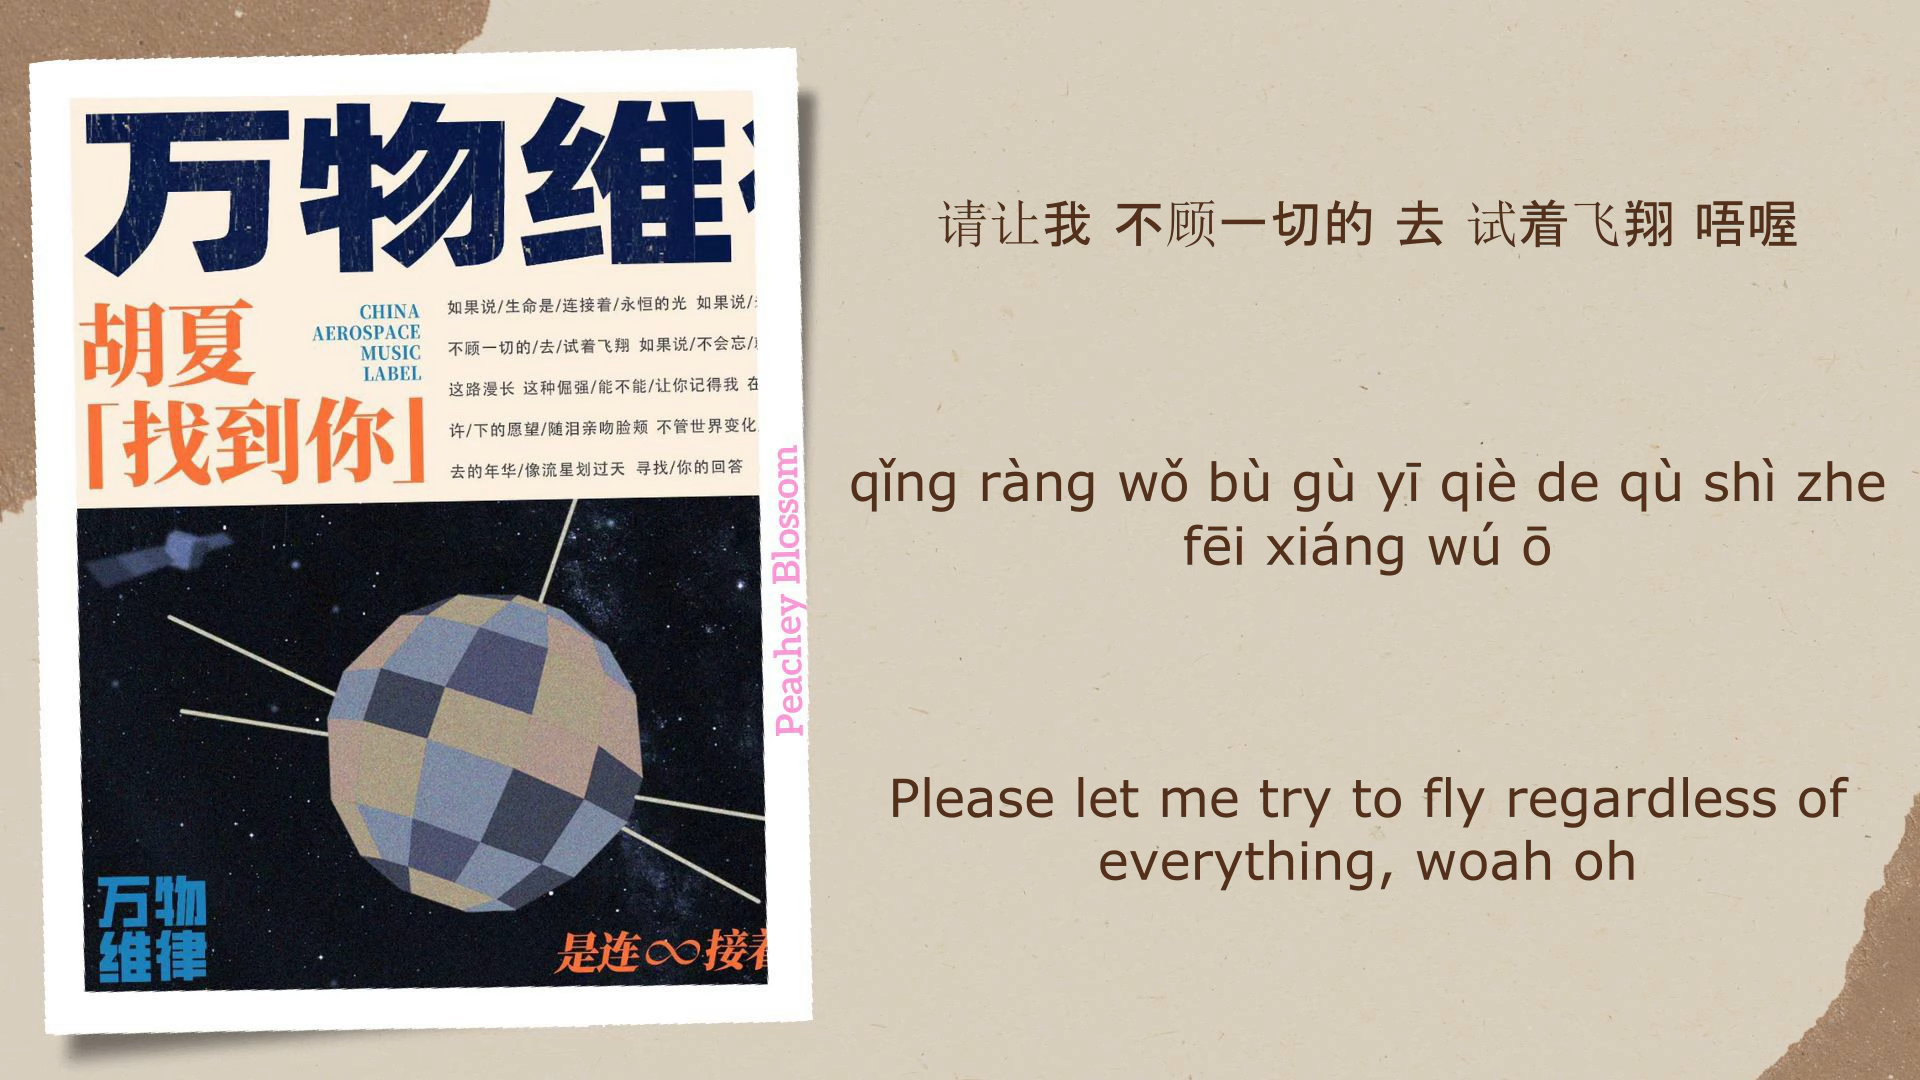 万物维
胡夏
「找到你」
CHINA
AEROSPACE
MUSIC
LABEL
如果说/生命是/连接着/永恒的光 如果说/
不顾一切的/去/试着飞翔 如果说/不会忘/
这路漫长 这种倔强/能不能/让你记得我 在
许/下的愿望/随泪亲吻脸颊 不管世界变化
去的年华/像流星划过天 寻找/你的回答
万物
维律
是连∞接着
Peachey Blossom
请让我 不顾一切的 去 试着飞翔 唔喔
qǐng ràng wǒ bù gù yī qiè de qù shì zhe
fēi xiáng wú ō
Please let me try to fly regardless of
everything, woah oh